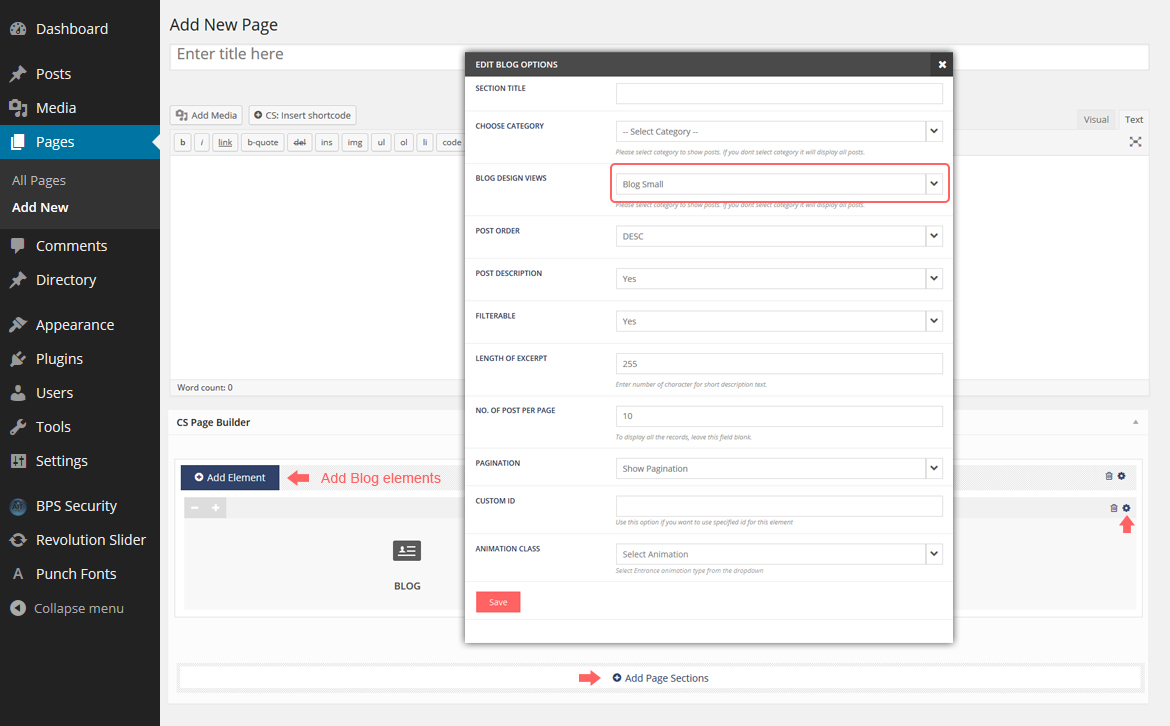 Dashboard
Posts
Media
Pages
All Pages
Add New
Comments
Directory
Appearance
Plugins
Users
Tools
Settings
BPS Security
Revolution Slider
A Punch Fonts
Collapse menu
Add New Page
Enter title here
Add Media
CS: Insert shortcode
Visual
Text
b
i
link
b-quote
del
ins
img
ul
ol
li
code
Word count: 0
CS Page Builder
Add Element
Add Blog elements
BLOG
Add Page Sections
EDIT BLOG OPTIONS
SECTION TITLE
CHOOSE CATEGORY
-- Select Category --
Please select category to show posts. If you dont select category it will display all posts.
BLOG DESIGN VIEWS
Blog Small
Please select category to show posts. If you dont select category it will display all posts.
POST ORDER
DESC
POST DESCRIPTION
Yes
FILTERABLE
Yes
LENGTH OF EXCERPT
255
Enter number of character for short description text.
NO. OF POST PER PAGE
10
To display all the records, leave this field blank.
PAGINATION
Show Pagination
CUSTOM ID
Use this option if you want to use specified id for this element
ANIMATION CLASS
Select Animation
Select Entrance animation type from the dropdown
Save